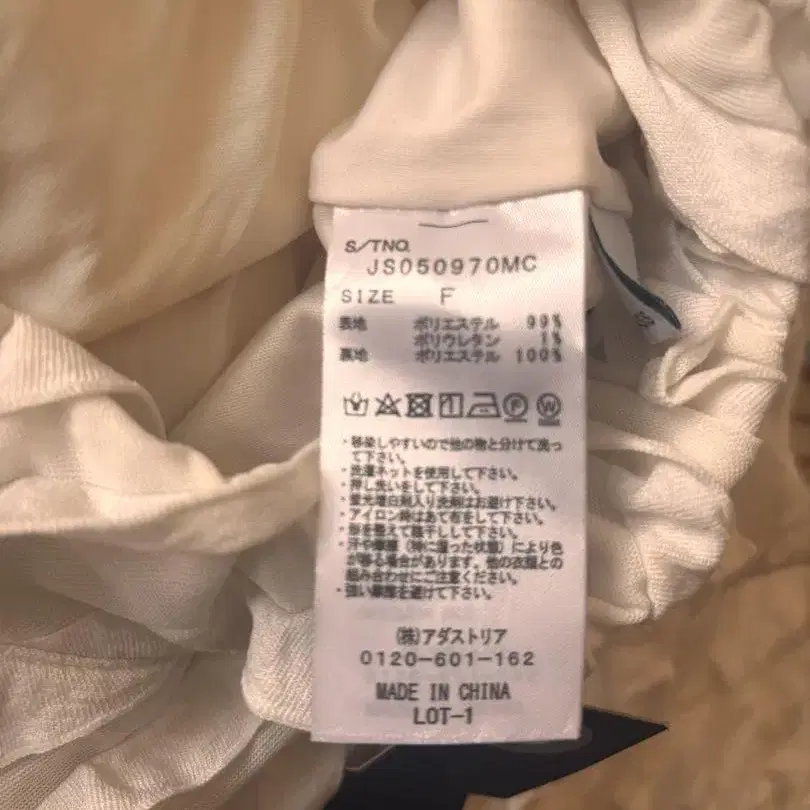 S/TNO.
JS050970MC
SIZE F
表地 ポリエステル 99%
ポリウレタン 1%
裏地 ポリエステル 100%
P W
・移染しやすいので他の物と分けて洗っ
て下さい。
・洗濯ネットを使用して下さい。
・押し洗いをして下さい。
・蛍光増白剤入り洗剤はお避け下さい。
・アイロン時はあて布をして下さい。
・形を整えて陰干しして下さい。
・汗や摩擦（特に湿った状態）により色
が移る場合があります。他の衣類との
組み合わせにご注意ください。
・強い摩擦を避けて下さい。
(株)アダストリア
0120-601-162
MADE IN CHINA
LOT-1